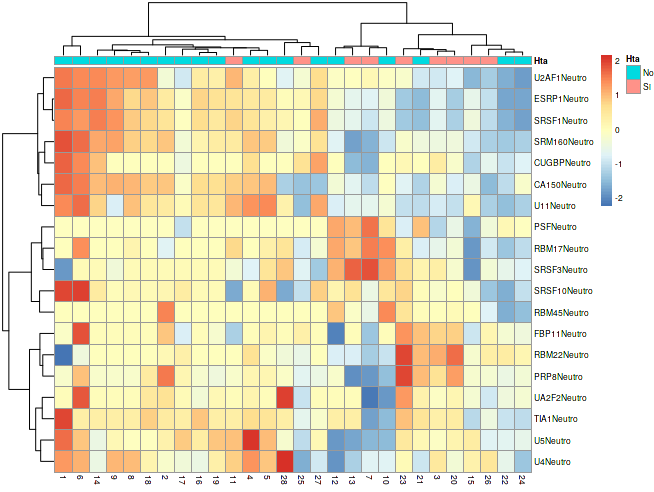 Hta
U2AF1Neutro
ESRP1Neutro
SRSF1Neutro
SRM160Neutro
CUGBPNeutro
CA150Neutro
U11Neutro
PSFNeutro
RBM17Neutro
SRSF3Neutro
SRSF10Neutro
RBM45Neutro
FBP11Neutro
RBM22Neutro
PRP8Neutro
UA2F2Neutro
TIA1Neutro
U5Neutro
U4Neutro
1 6 14 9 8 18 2 17 16 19 11 4 5 28 25 27 12 13 7 10 23 21 3 20 15 26 22 24
2
1
0
-1
-2
Hta
No
Si